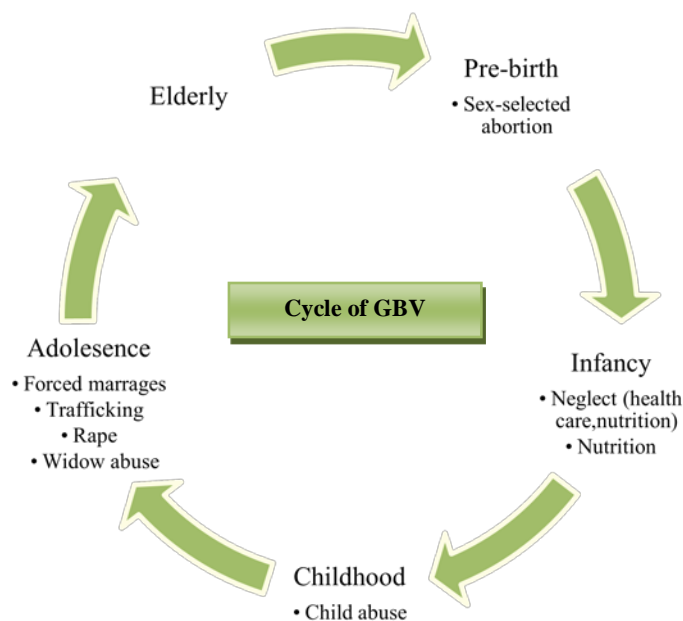 Elderly
Pre-birth
• Sex-selected
abortion
Cycle of GBV
Infancy
• Neglect (health
care,nutrition)
• Nutrition
Adolesence
• Forced marrages
• Trafficking
• Rape
• Widow abuse
Childhood
• Child abuse